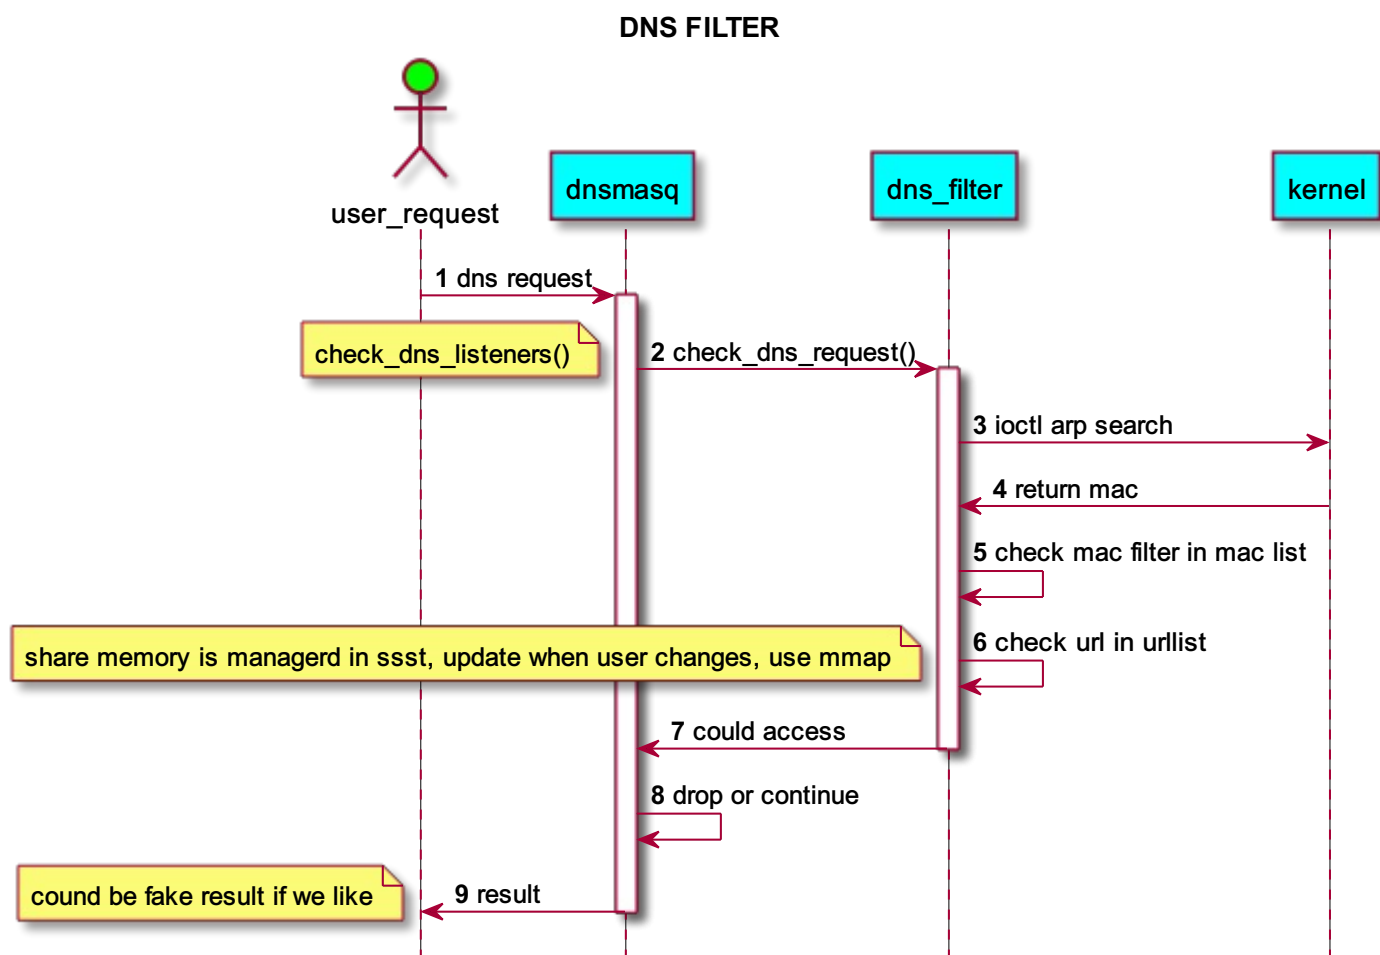 DNS FILTER
user_request
dnsmasq
dns_filter
kernel
1 dns request
check_dns_listeners()
2 check_dns_request()
3 ioctl arp search
4 return mac
5 check mac filter in mac list
share memory is managerd in ssst, update when user changes, use mmap
6 check url in urllist
7 could access
8 drop or continue
cound be fake result if we like
9 result